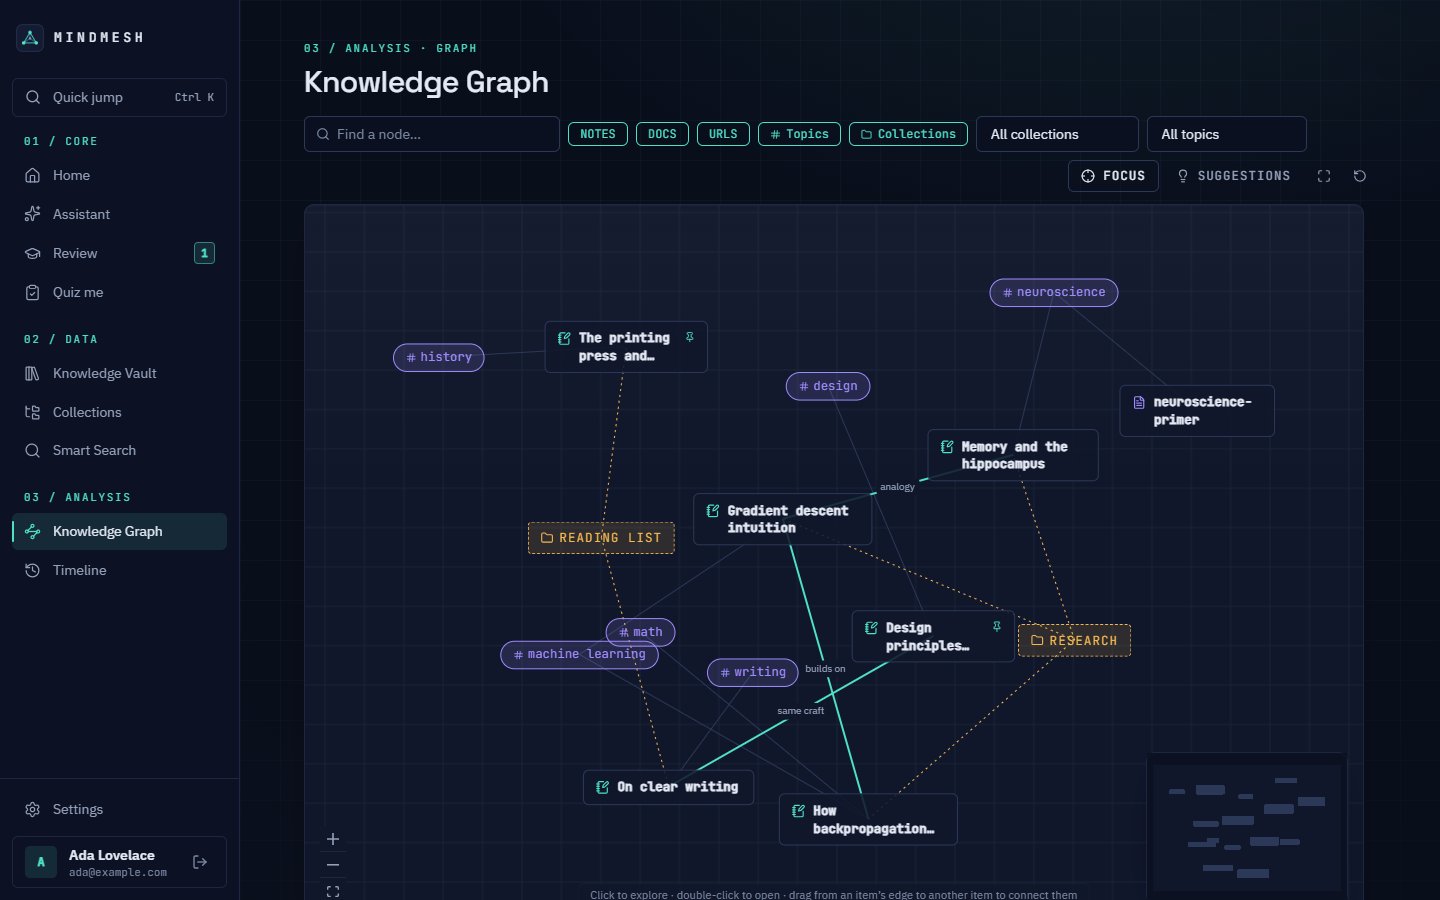 MINDMESH
Quick jump Ctrl K
01 / CORE
Home
Assistant
Review 1
Quiz me
02 / DATA
Knowledge Vault
Collections
Smart Search
03 / ANALYSIS
Knowledge Graph
Timeline
Settings
A
Ada Lovelace
ada@example.com
03 / ANALYSIS · GRAPH
Knowledge Graph
Find a node...
NOTES
DOCS
URLS
# Topics
Collections
All collections
All topics
FOCUS
SUGGESTIONS
# neuroscience
The printing
press and…
# history
# design
neuroscience-
primer
Memory and the
hippocampus
analogy
Gradient descent
intuition
READING LIST
# math
# machine learning
Design
principles…
RESEARCH
# writing
builds on
same craft
On clear writing
How
backpropagation…
Click to explore · double-click to open · drag from an item's edge to another item to connect them